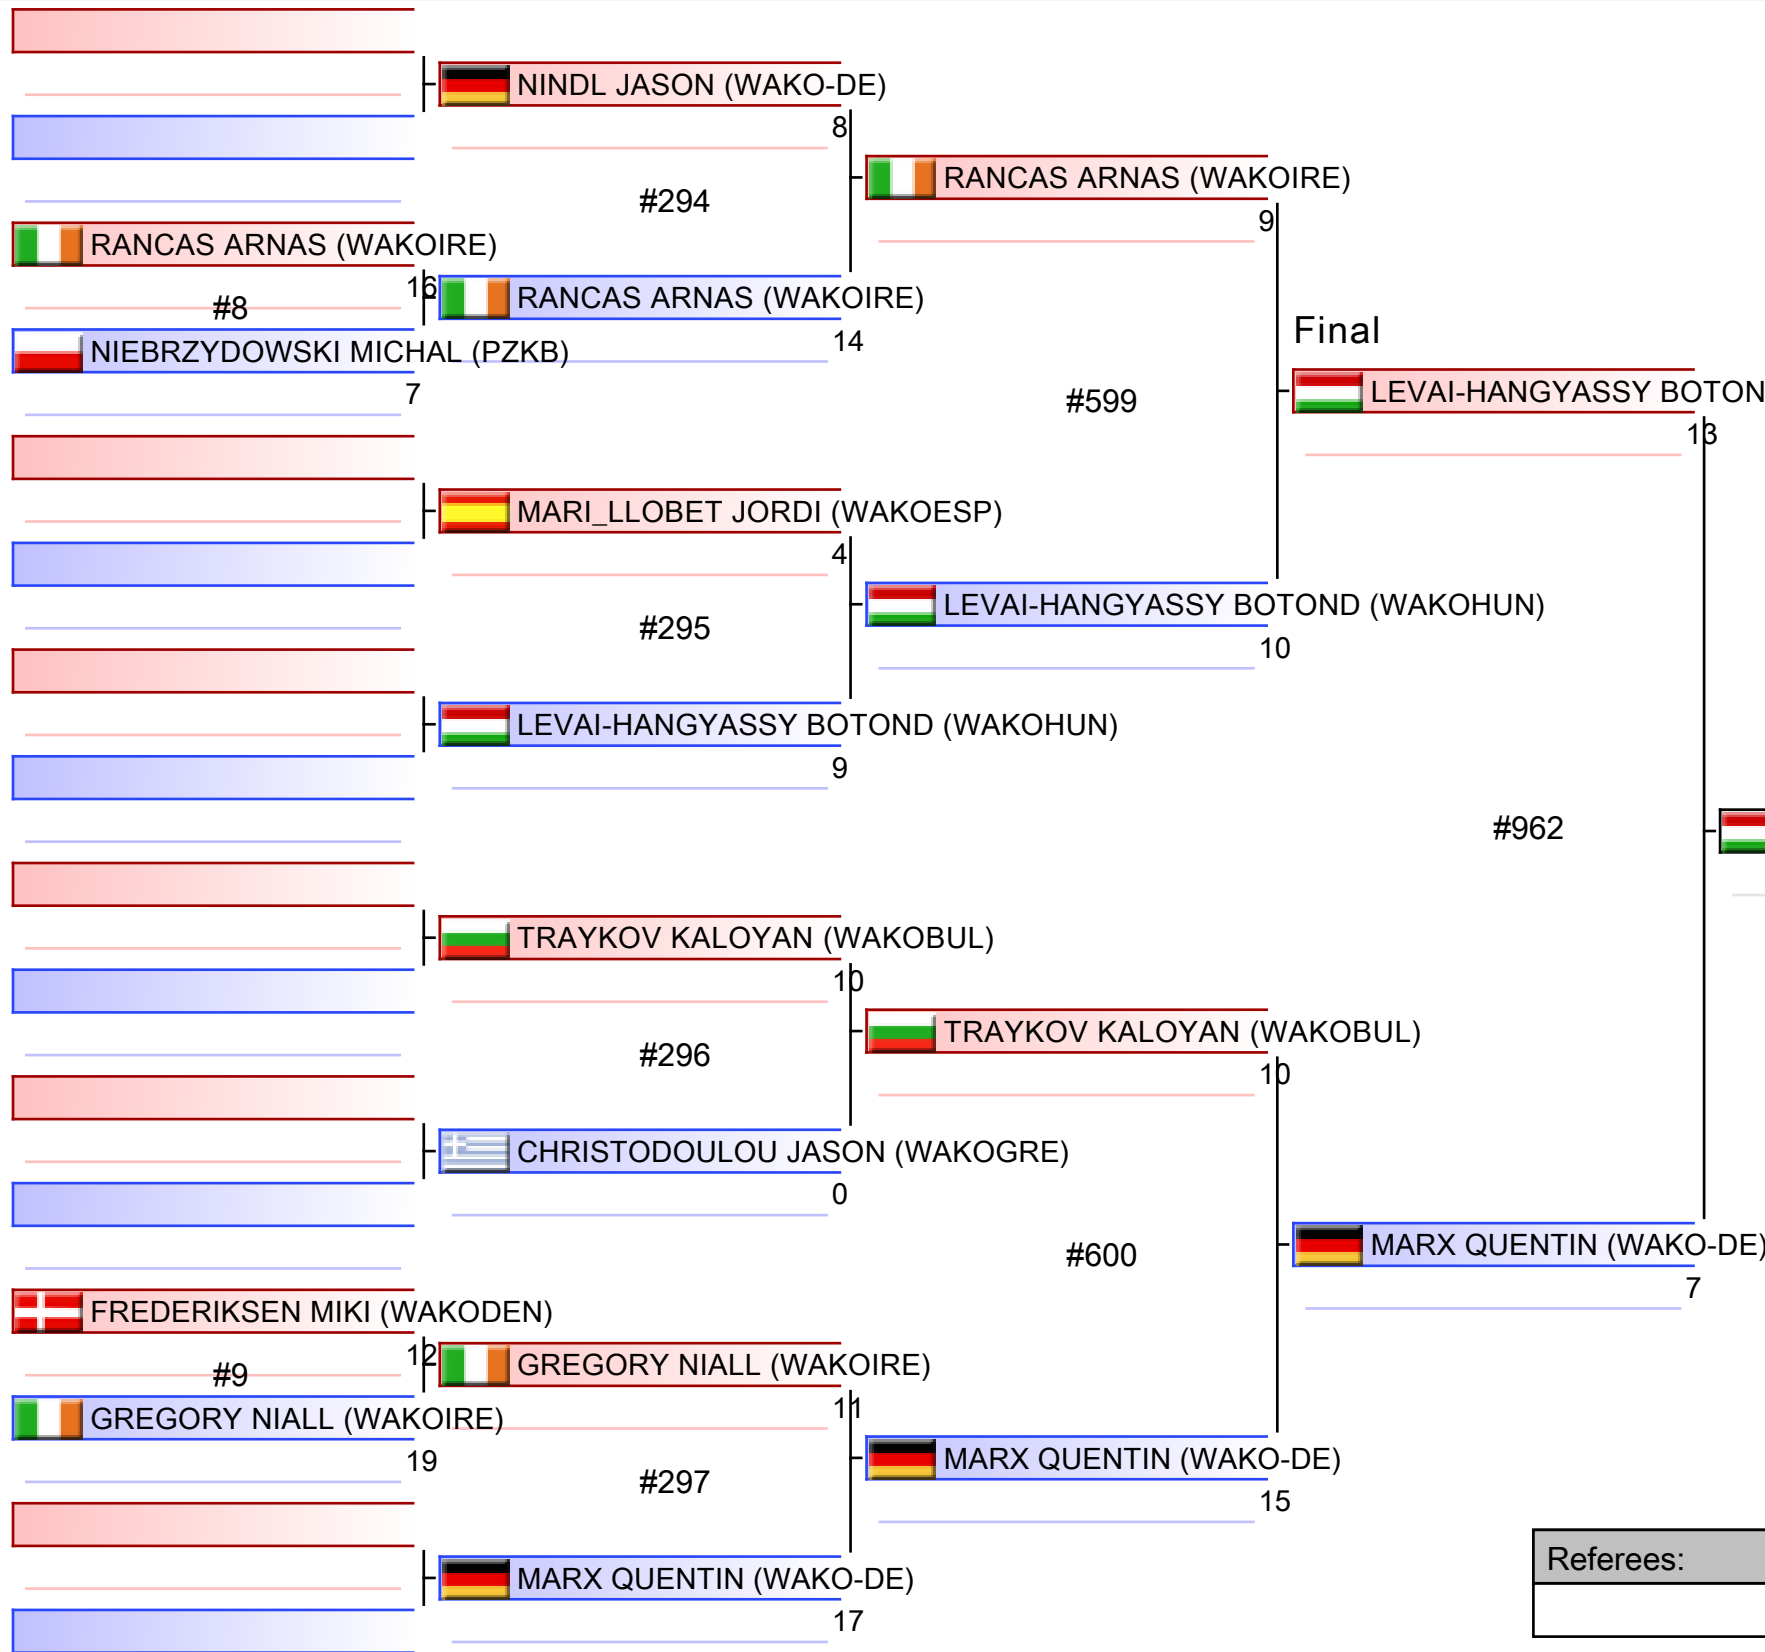 NINDL JASON (WAKO-DE)
8
#294
RANCAS ARNAS (WAKOIRE)
9
RANCAS ARNAS (WAKOIRE)
16
#8
RANCAS ARNAS (WAKOIRE)
14
NIEBRZYDOWSKI MICHAL (PZKB)
7
Final
#599
LEVAI-HANGYASSY BOTON
13
MARI_LLOBET JORDI (WAKOESP)
4
#295
LEVAI-HANGYASSY BOTOND (WAKOHUN)
10
LEVAI-HANGYASSY BOTOND (WAKOHUN)
9
#962
TRAYKOV KALOYAN (WAKOBUL)
10
#296
TRAYKOV KALOYAN (WAKOBUL)
10
CHRISTODOULOU JASON (WAKOGRE)
0
#600
MARX QUENTIN (WAKO-DE)
7
FREDERIKSEN MIKI (WAKODEN)
12
#9
GREGORY NIALL (WAKOIRE)
11
GREGORY NIALL (WAKOIRE)
19
#297
MARX QUENTIN (WAKO-DE)
15
MARX QUENTIN (WAKO-DE)
17
Referees: